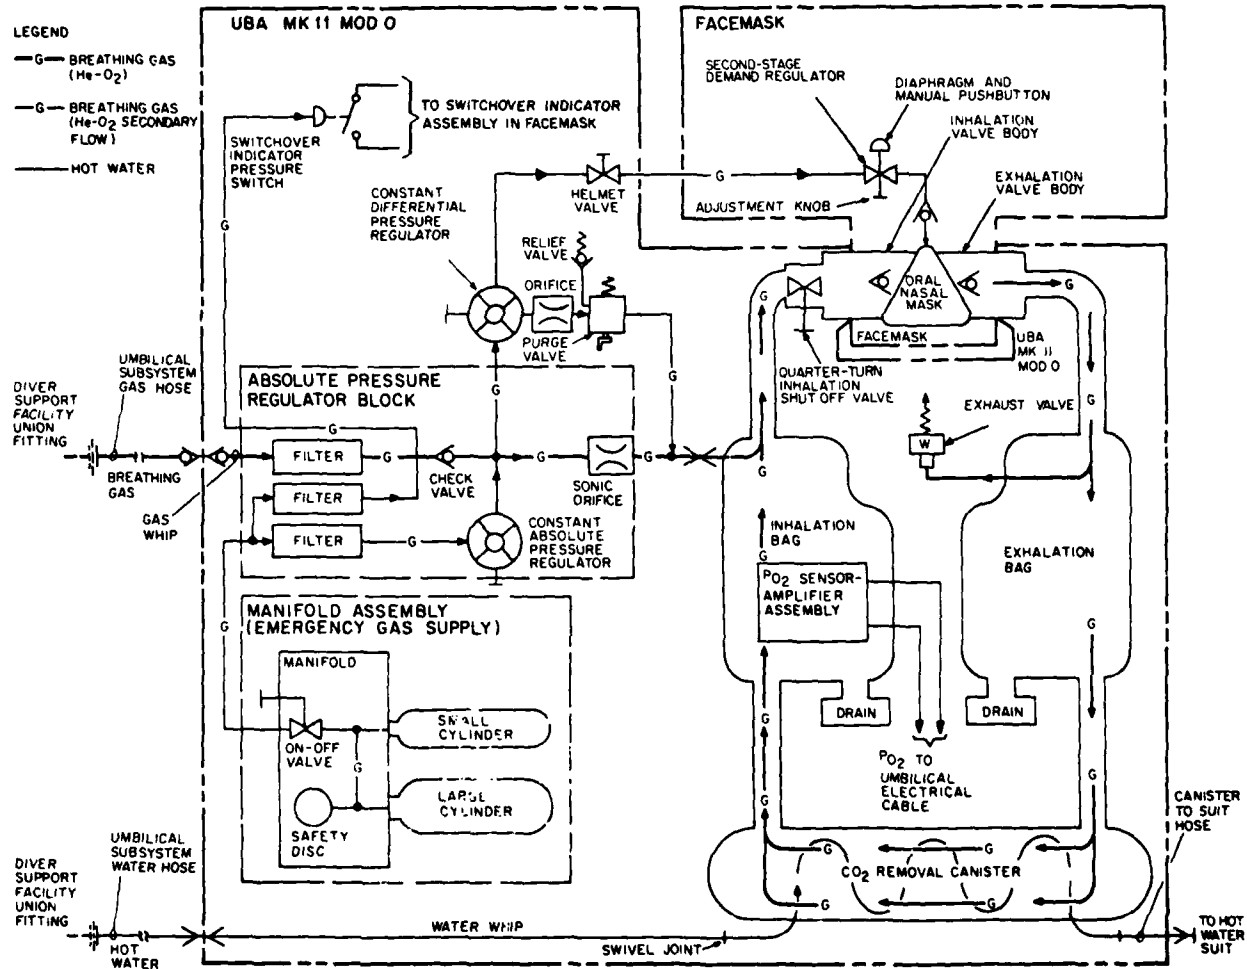 LEGEND
G BREATHING GAS
(He-O2)
G BREATHING GAS
(He-O2 SECONDARY
FLOW)
HOT WATER
UBA MK 11 MOD 0
FACEMASK
SECOND-STAGE
DEMAND REGULATOR
DIAPHRAGM AND
MANUAL PUSHBUTTON
INHALATION
VALVE BODY
EXHALATION
VALVE BODY
ADJUSTMENT KNOB
TO SWITCHOVER INDICATOR
ASSEMBLY IN FACEMASK
SWITCHOVER
INDICATOR
PRESSURE
SWITCH
CONSTANT
DIFFERENTIAL
PRESSURE
REGULATOR
HELMET
VALVE
G
G
RELIEF
VALVE
ORIFICE
PURGE
VALVE
G
G
ORAL
NASAL
MASK
G
G
FACEMASK
UBA
MK 11
MOD 0
QUARTER-TURN
INHALATION
SHUT OFF VALVE
EXHAUST VALVE
W
G
UMBILICAL
SUBSYSTEM
GAS HOSE
DIVER
SUPPORT
FACILITY
UNION
FITTING
BREATHING
GAS
GAS
WHIP
ABSOLUTE PRESSURE
REGULATOR BLOCK
G
G
FILTER
G
CHECK
VALVE
G
SONIC
ORIFICE
G
G
FILTER
FILTER
G
CONSTANT
ABSOLUTE
PRESSURE
REGULATOR
INHALATION
BAG
G
EXHALATION
BAG
PO2 SENSOR-
AMPLIFIER
ASSEMBLY
G
G
MANIFOLD ASSEMBLY
(EMERGENCY GAS SUPPLY)
MANIFOLD
ON-OFF
VALVE
G
SMALL
CYLINDER
LARGE
CYLINDER
SAFETY
DISC
DRAIN
DRAIN
G
G
G
PO2 TO
UMBILICAL
ELECTRICAL
CABLE
CANISTER
TO SUIT
HOSE
G
G
CO2 REMOVAL CANISTER
G
G
UMBILICAL
SUBSYSTEM
WATER HOSE
DIVER
SUPPORT
FACILITY
UNION
FITTING
HOT
WATER
WATER WHIP
SWIVEL JOINT
TO HOT
WATER
SUIT